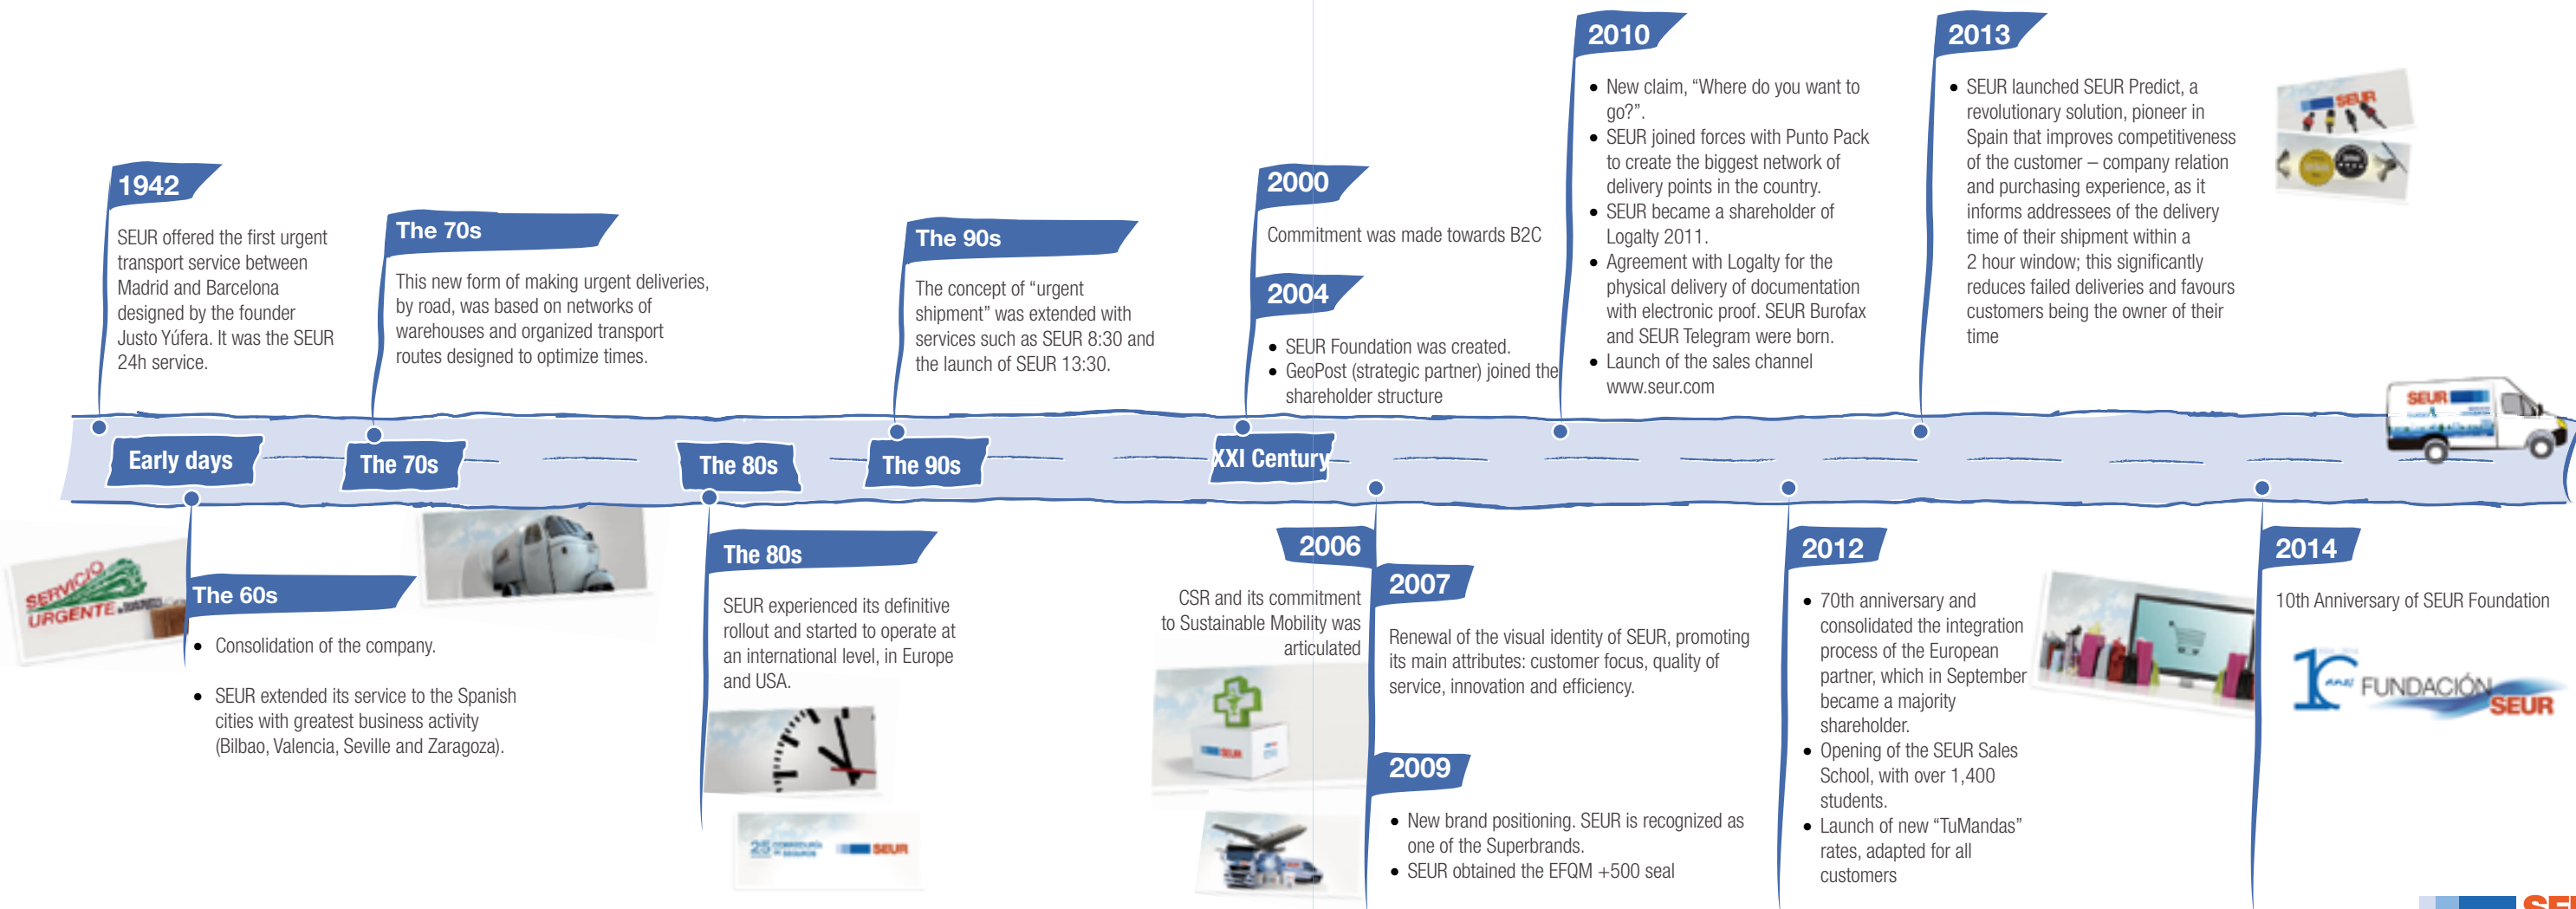 1942
SEUR offered the first urgent
transport service between
Madrid and Barcelona
designed by the founder
Justo Yúfera. It was the SEUR
24h service.
The 70s
This new form of making urgent deliveries,
by road, was based on networks of
warehouses and organized transport
routes designed to optimize times.
The 90s
The concept of “urgent
shipment” was extended with
services such as SEUR 8:30 and
the launch of SEUR 13:30.
2000
Commitment was made towards B2C
2004
• SEUR Foundation was created.
• GeoPost (strategic partner) joined the
shareholder structure
2010
• New claim, “Where do you want to
go?”.
• SEUR joined forces with Punto Pack
to create the biggest network of
delivery points in the country.
• SEUR became a shareholder of
Logalty 2011.
• Agreement with Logalty for the
physical delivery of documentation
with electronic proof. SEUR Burofax
and SEUR Telegram were born.
• Launch of the sales channel
www.seur.com
2013
• SEUR launched SEUR Predict, a
revolutionary solution, pioneer in
Spain that improves competitiveness
of the customer – company relation
and purchasing experience, as it
informs addressees of the delivery
time of their shipment within a
2 hour window; this significantly
reduces failed deliveries and favours
customers being the owner of their
time
SEUR
SEUR
Early days
The 70s
The 80s
The 90s
XXI Century
SERVICIO
URGENTE
The 60s
• Consolidation of the company.
• SEUR extended its service to the Spanish
cities with greatest business activity
(Bilbao, Valencia, Seville and Zaragoza).
The 80s
SEUR experienced its definitive
rollout and started to operate at
an international level, in Europe
and USA.
25 CORREDURÍA
DE SEGUROS
SEUR
2006
CSR and its commitment
to Sustainable Mobility was
articulated
SEUR
2007
Renewal of the visual identity of SEUR, promoting
its main attributes: customer focus, quality of
service, innovation and efficiency.
2009
• New brand positioning. SEUR is recognized as
one of the Superbrands.
• SEUR obtained the EFQM +500 seal
2012
• 70th anniversary and
consolidated the integration
process of the European
partner, which in September
became a majority
shareholder.
• Opening of the SEUR Sales
School, with over 1,400
students.
• Launch of new “TuMandas”
rates, adapted for all
customers
2014
10th Anniversary of SEUR Foundation
10 años FUNDACIÓN
SEUR